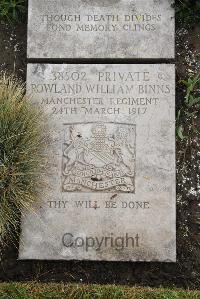 THOUGH DEATH DIVIDES
FOND MEMORY CLINGS
38502 PRIVATE
ROWLAND WILLIAM BINNS
MANCHESTER REGIMENT
24TH MARCH 1917
MANCHESTER
THY WILL BE DONE
Copyright